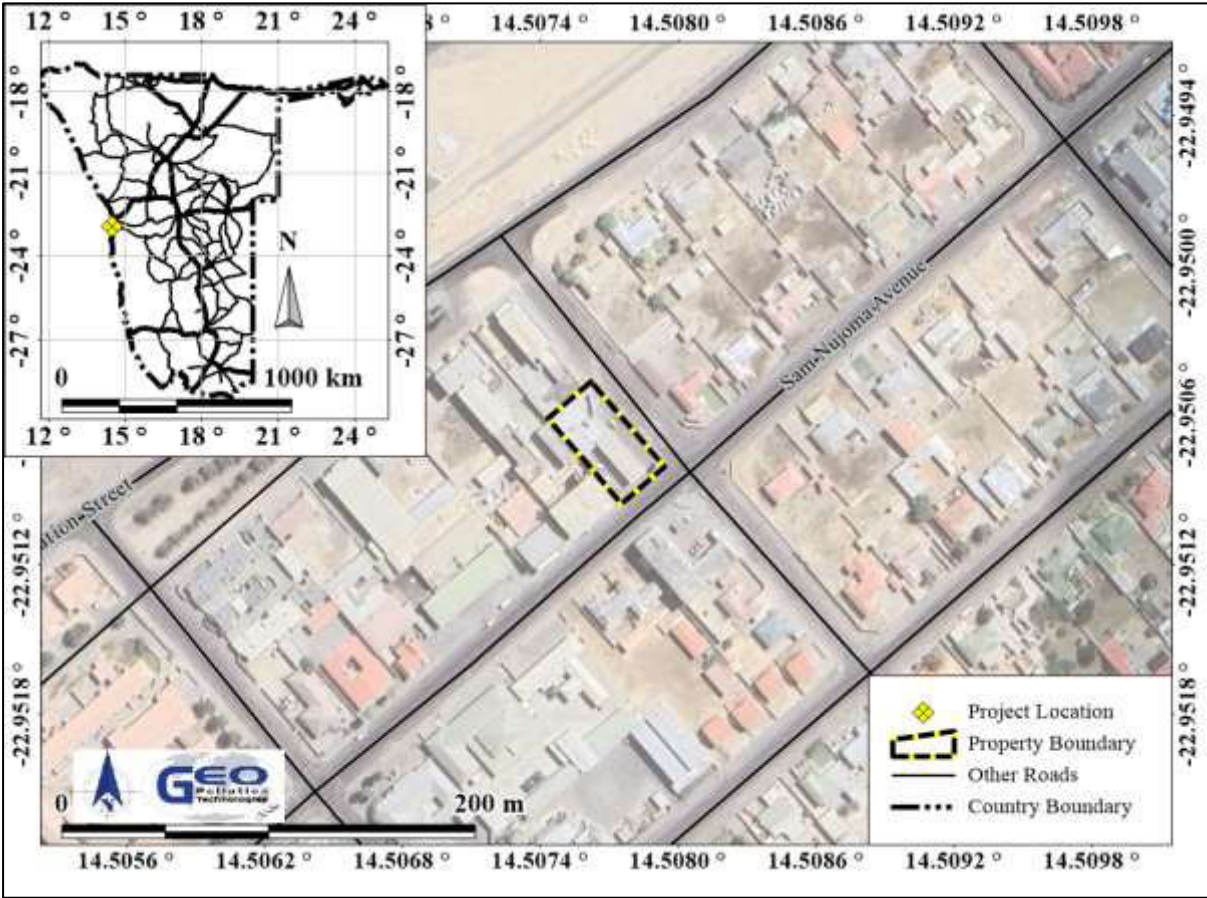 12 ° 15 ° 18 ° 21 ° 24 °
8 ° 14.5074 ° 14.5080 ° 14.5086 ° 14.5092 ° 14.5098 °
-18 ° -21 ° -24 ° -27 °
-18 ° -21 ° -24 ° -27 °
N
0 1000 km
12 ° 15 ° 18 ° 21 ° 24 °
-22.9494 °
-22.9500 °
-22.9506 °
-22.9512 °
-22.9518 °
Sam-Nujoma-Avenue
ation-Street
-22.9512 °
-22.9518 °
Project Location
Property Boundary
Other Roads
Country Boundary
GEO
Pollution
Technologies
0 200 m
14.5056 ° 14.5062 ° 14.5068 ° 14.5074 ° 14.5080 ° 14.5086 ° 14.5092 ° 14.5098 °